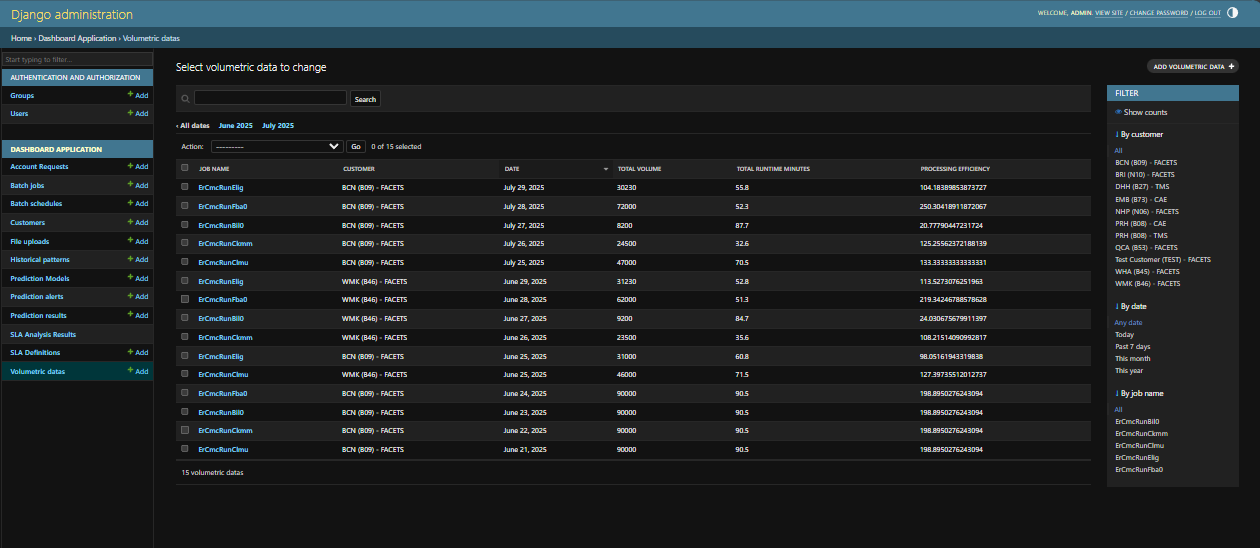 Django administration
WELCOME, ADMIN. VIEW SITE / CHANGE PASSWORD / LOG OUT
Home › Dashboard Application › Volumetric datas
Start typing to filter...
AUTHENTICATION AND AUTHORIZATION
Groups + Add
Users + Add
DASHBOARD APPLICATION
Account Requests + Add
Batch jobs + Add
Batch schedules + Add
Customers + Add
File uploads + Add
Historical patterns + Add
Prediction Models + Add
Prediction alerts + Add
Prediction results + Add
SLA Analysis Results
SLA Definitions + Add
Volumetric datas + Add
Select volumetric data to change
ADD VOLUMETRIC DATA +
Search
‹ All dates June 2025 July 2025
Action: --------- Go 0 of 15 selected
JOB NAME CUSTOMER DATE TOTAL VOLUME TOTAL RUNTIME MINUTES PROCESSING EFFICIENCY
ErCmcRunElig BCN (B09) - FACETS July 29, 2025 30230 55.8 104.18389853873727
ErCmcRunFba0 BCN (B09) - FACETS July 28, 2025 72000 52.3 250.30418911872067
ErCmcRunBil0 BCN (B09) - FACETS July 27, 2025 8200 87.7 20.77790447231724
ErCmcRunCkmm BCN (B09) - FACETS July 26, 2025 24500 32.6 125.25562372188139
ErCmcRunClmu BCN (B09) - FACETS July 25, 2025 47000 70.5 133.33333333333331
ErCmcRunElig WMK (B46) - FACETS June 29, 2025 31230 52.8 113.5273076251963
ErCmcRunFba0 WMK (B46) - FACETS June 28, 2025 62000 51.3 219.34246788578628
ErCmcRunBil0 WMK (B46) - FACETS June 27, 2025 9200 84.7 24.030675679911397
ErCmcRunCkmm WMK (B46) - FACETS June 26, 2025 23500 35.6 108.21514090992817
ErCmcRunElig BCN (B09) - FACETS June 25, 2025 31000 60.8 98.05161943319838
ErCmcRunClmu WMK (B46) - FACETS June 25, 2025 46000 71.5 127.39735512012737
ErCmcRunFba0 BCN (B09) - FACETS June 24, 2025 90000 90.5 198.8950276243094
ErCmcRunBil0 BCN (B09) - FACETS June 23, 2025 90000 90.5 198.8950276243094
ErCmcRunCkmm BCN (B09) - FACETS June 22, 2025 90000 90.5 198.8950276243094
ErCmcRunClmu BCN (B09) - FACETS June 21, 2025 90000 90.5 198.8950276243094
15 volumetric datas
FILTER
Show counts
↓ By customer
All
BCN (B09) - FACETS
BRI (N10) - FACETS
DHH (B27) - TMS
EMB (B73) - CAE
NHP (N06) - FACETS
PRH (B08) - CAE
PRH (B08) - TMS
QCA (B53) - FACETS
Test Customer (TEST) - FACETS
WHA (B45) - FACETS
WMK (B46) - FACETS
↓ By date
Any date
Today
Past 7 days
This month
This year
↓ By job name
All
ErCmcRunBil0
ErCmcRunCkmm
ErCmcRunClmu
ErCmcRunElig
ErCmcRunFba0